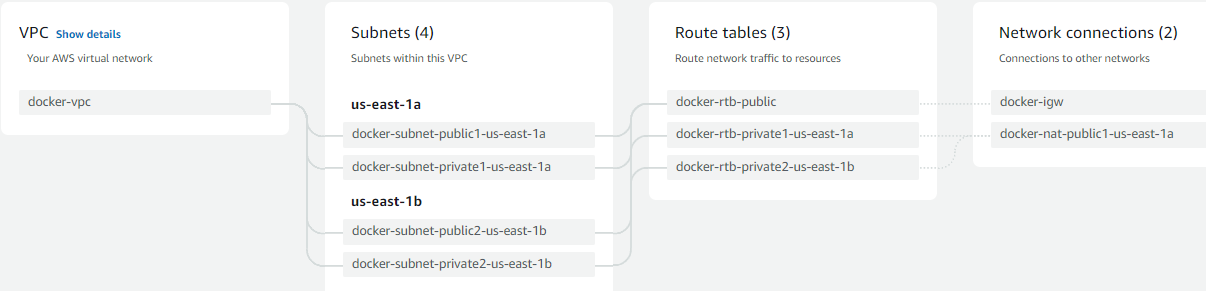 VPC Show details
Your AWS virtual network
docker-vpc
Subnets (4)
Subnets within this VPC
us-east-1a
docker-subnet-public1-us-east-1a
docker-subnet-private1-us-east-1a
us-east-1b
docker-subnet-public2-us-east-1b
docker-subnet-private2-us-east-1b
Route tables (3)
Route network traffic to resources
docker-rtb-public
docker-rtb-private1-us-east-1a
docker-rtb-private2-us-east-1b
Network connections (2)
Connections to other networks
docker-igw
docker-nat-public1-us-east-1a